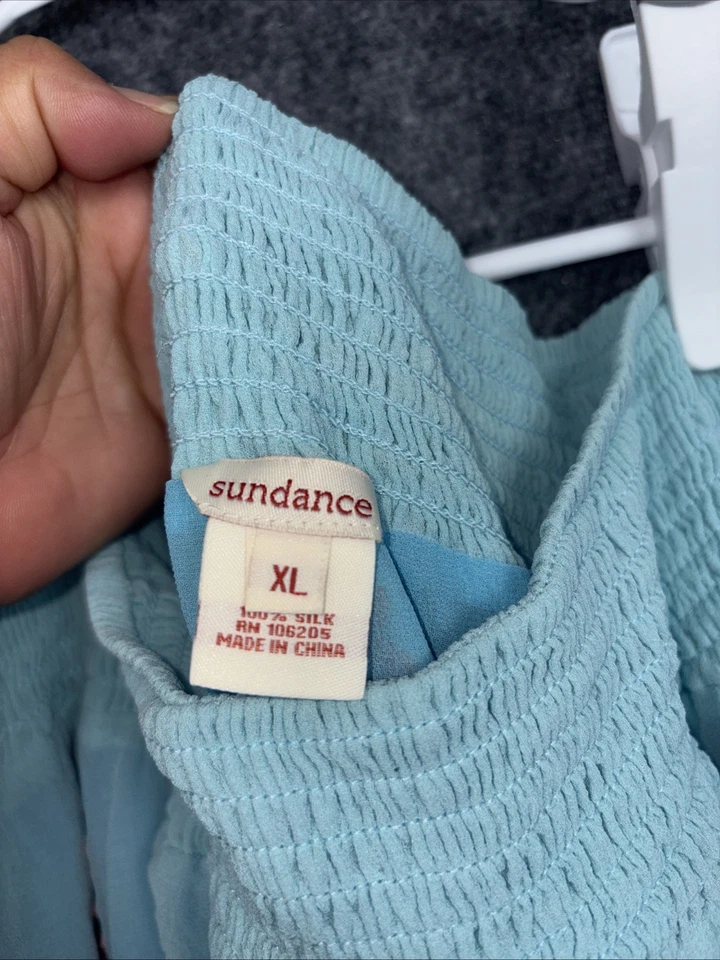 sundance
XL
100% SILK
RN 106205
MADE IN CHINA